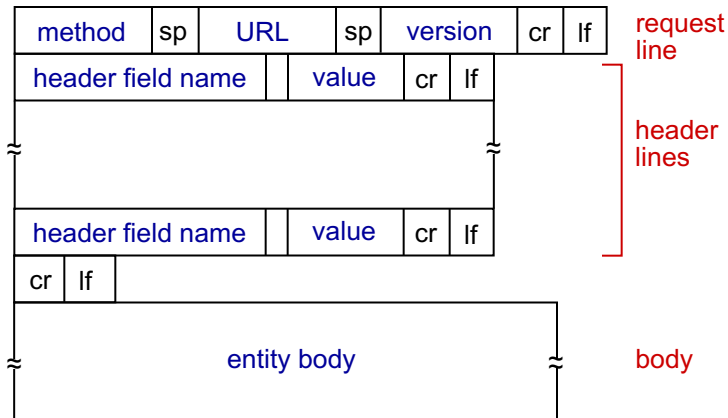 method sp URL sp version cr lf request line
header field name value cr lf
header lines
header field name value cr lf
cr lf
entity body body